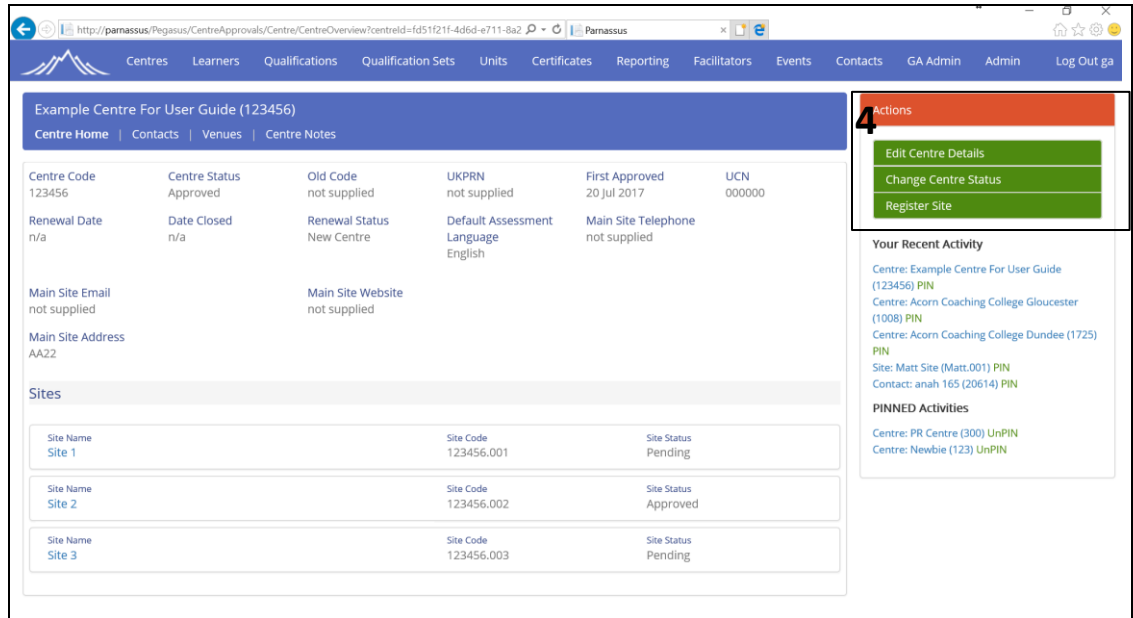 http://parnassus/Pegasus/CentreApprovals/Centre/CentreOverview?centreId=fd51f21f-4d6d-e711-8a2
Parnassus
Centres Learners Qualifications Qualification Sets Units Certificates Reporting Facilitators Events Contacts GA Admin Admin Log Out ga
Example Centre For User Guide (123456)
Centre Home | Contacts | Venues | Centre Notes
Centre Code Centre Status Old Code UKPRN First Approved UCN
123456 Approved not supplied not supplied 20 Jul 2017 000000
Renewal Date Date Closed Renewal Status Default Assessment Main Site Telephone
n/a n/a New Centre Language not supplied
English
Main Site Email Main Site Website
not supplied not supplied
Main Site Address
AA22
Sites
Site Name Site Code Site Status
Site 1 123456.001 Pending
Site Name Site Code Site Status
Site 2 123456.002 Approved
Site Name Site Code Site Status
Site 3 123456.003 Pending
4
Actions
Edit Centre Details
Change Centre Status
Register Site
Your Recent Activity
Centre: Example Centre For User Guide
(123456) PIN
Centre: Acorn Coaching College Gloucester
(1008) PIN
Centre: Acorn Coaching College Dundee (1725)
PIN
Site: Matt Site (Matt.001) PIN
Contact: anah 165 (20614) PIN
PINNED Activities
Centre: PR Centre (300) UnPIN
Centre: Newbie (123) UnPIN